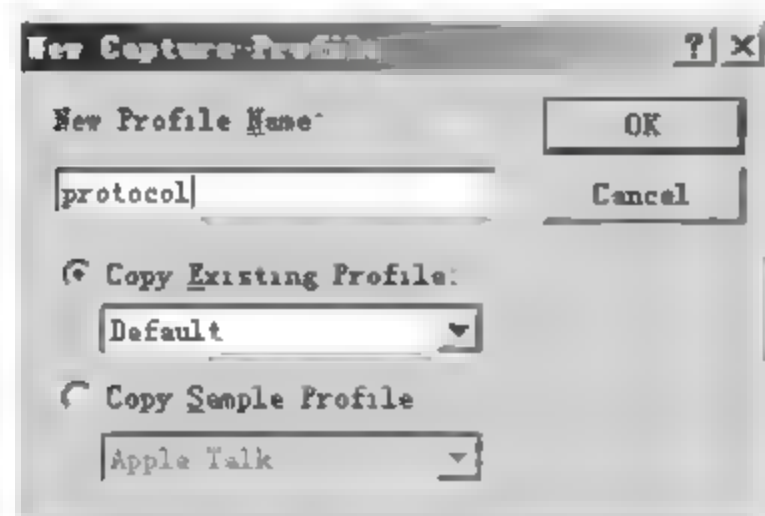 New Capture Profile
? ×
New Profile Name:
OK
protocol
Cancel
Copy Existing Profile:
Default
Copy Sample Profile
Apple Talk